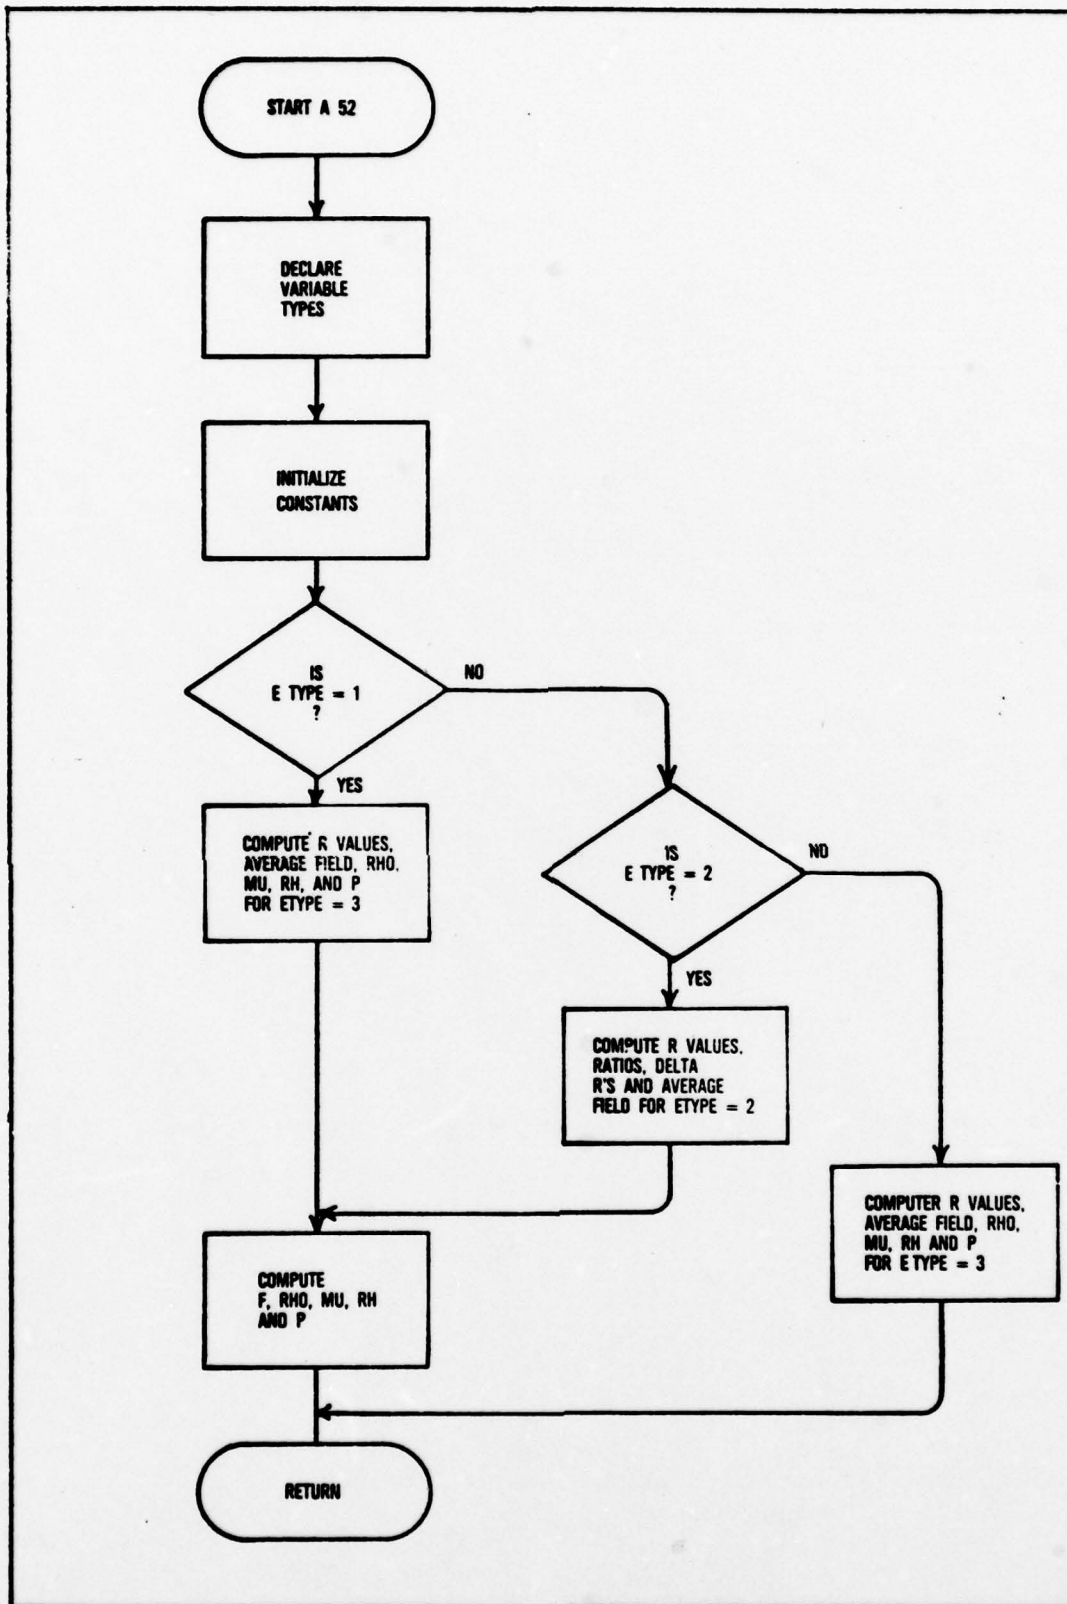 START A 52
DECLARE
VARIABLE
TYPES
INITIALIZE
CONSTANTS
IS
E TYPE = 1
?
NO
YES
COMPUTE R VALUES,
AVERAGE FIELD, RHO,
MU, RH, AND P
FOR ETYPE = 3
IS
E TYPE = 2
?
NO
YES
COMPUTE R VALUES,
RATIOS, DELTA
R'S AND AVERAGE
FIELD FOR ETYPE = 2
COMPUTER R VALUES,
AVERAGE FIELD, RHO,
MU, RH AND P
FOR E TYPE = 3
COMPUTE
F, RHO, MU, RH
AND P
RETURN